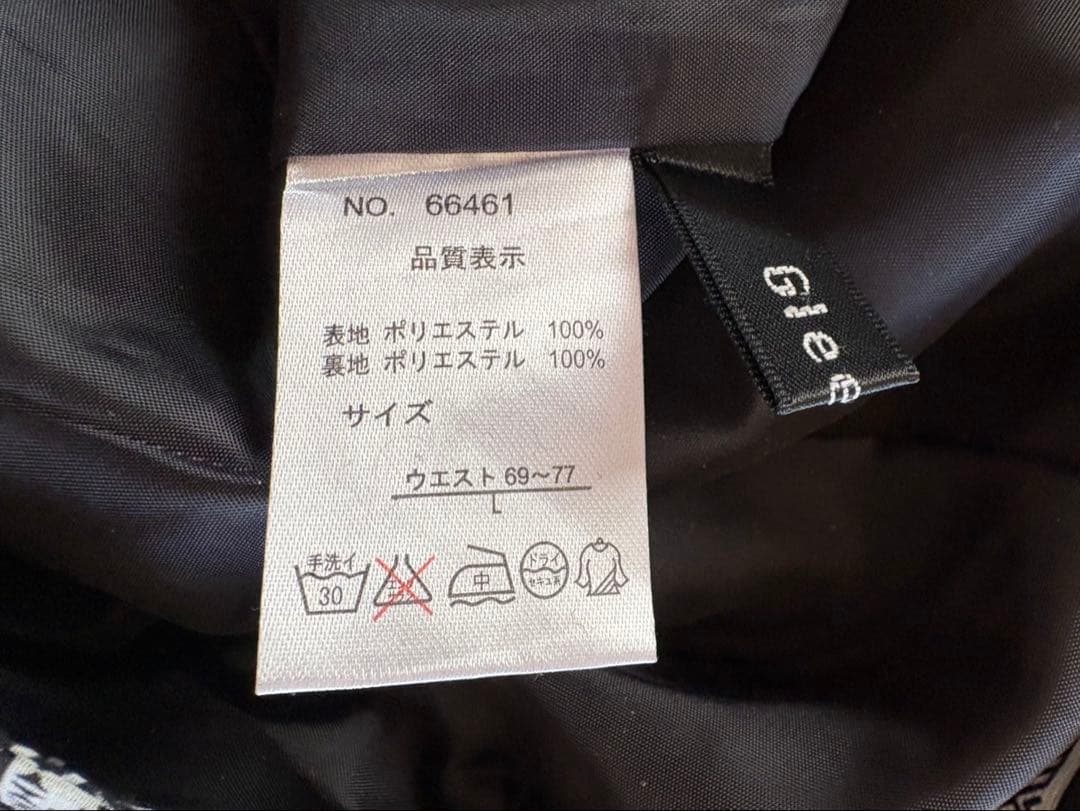 NO. 66461
品質表示
表地 ポリエステル 100%
裏地 ポリエステル 100%
サイズ
ウエスト 69～77
L
手洗イ
30
中
ドライ
セキユ系
Gle